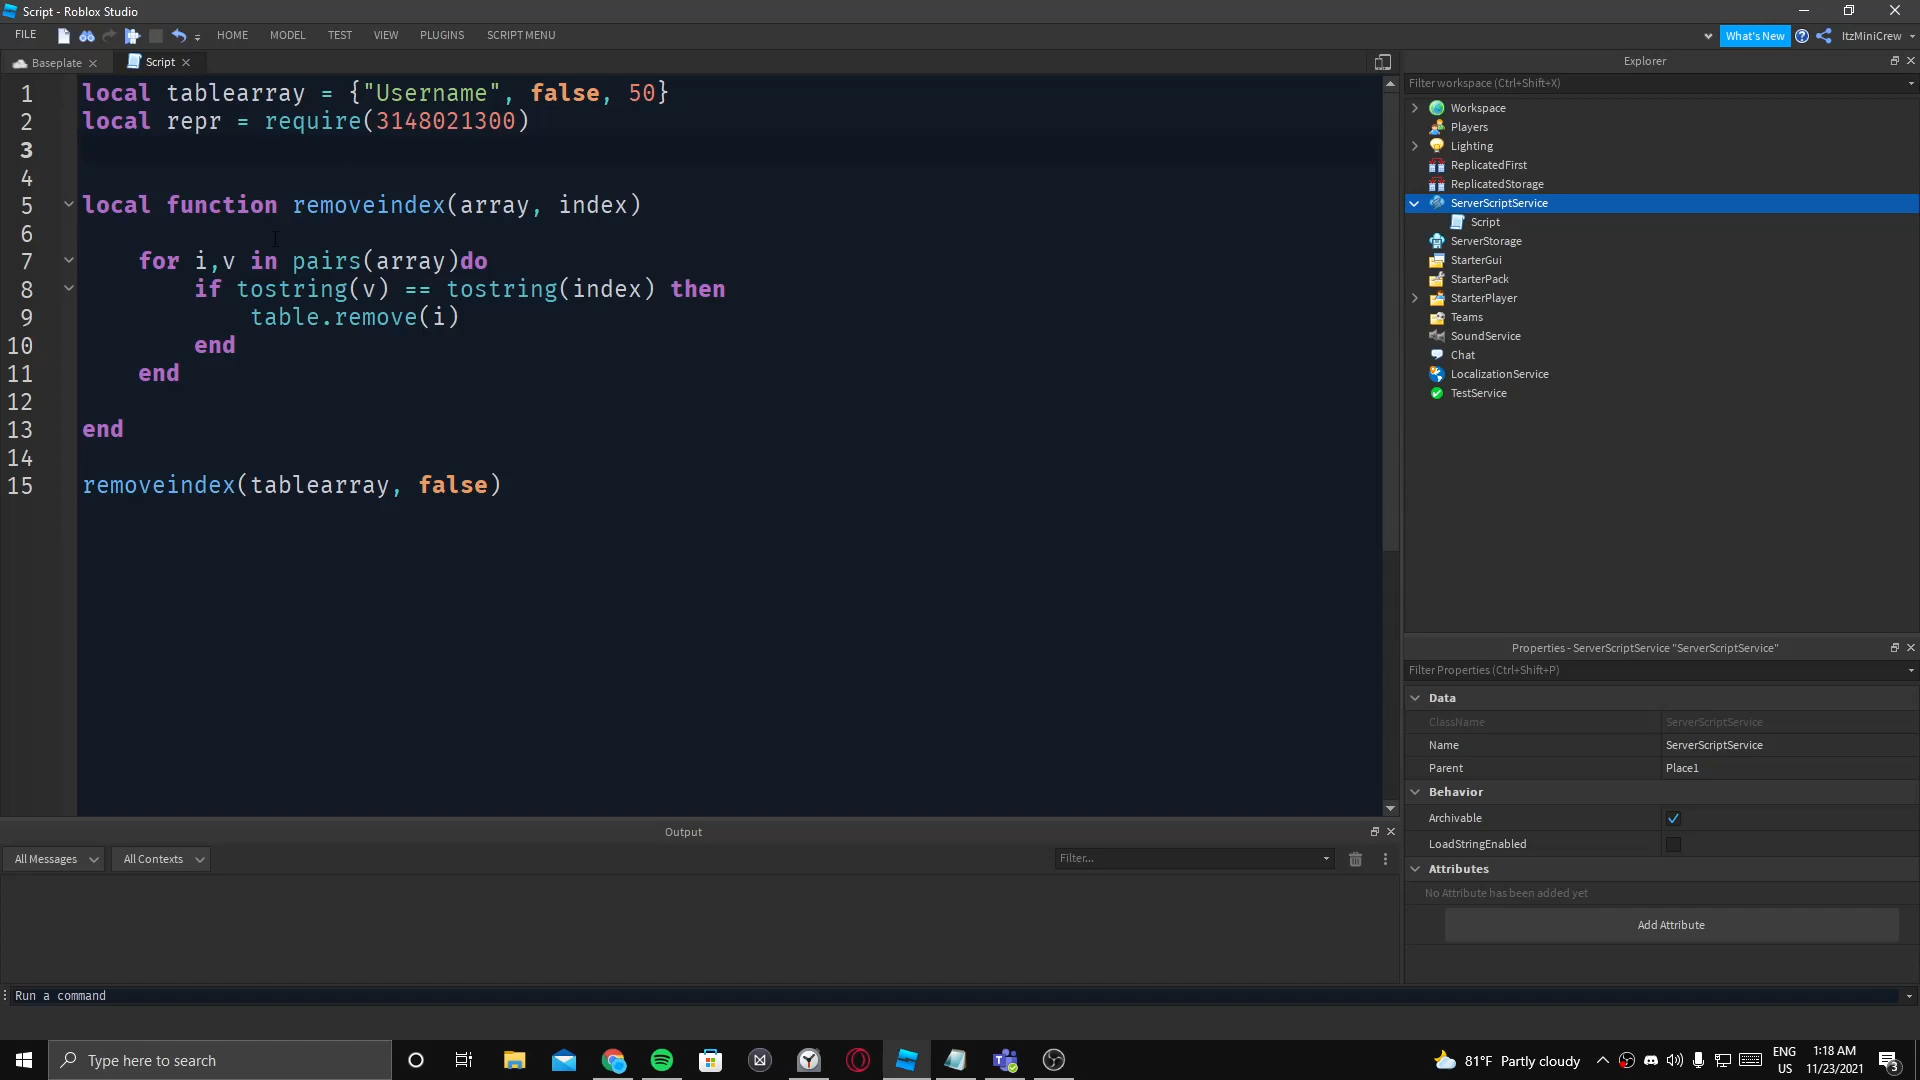 Script - Roblox Studio
FILE HOME MODEL TEST VIEW PLUGINS SCRIPT MENU What's New ItzMiniCrew
Baseplate Script
1 local tablearray = {"Username", false, 50}
2 local repr = require(3148021300)
3
4
5 local function removeindex(array, index)
6
7 for i,v in pairs(array)do
8 if tostring(v) == tostring(index) then
9 table.remove(i)
10 end
11 end
12
13 end
14
15 removeindex(tablearray, false)
Explorer
Filter workspace (Ctrl+Shift+X)
Workspace
Players
Lighting
ReplicatedFirst
ReplicatedStorage
ServerScriptService
Script
ServerStorage
StarterGui
StarterPack
StarterPlayer
Teams
SoundService
Chat
LocalizationService
TestService
Properties - ServerScriptService "ServerScriptService"
Filter Properties (Ctrl+Shift+P)
Data
ClassName ServerScriptService
Name ServerScriptService
Parent Place1
Behavior
Archivable
LoadStringEnabled
Attributes
No Attribute has been added yet
Add Attribute
Output
All Messages All Contexts Filter...
Run a command
Type here to search
81°F Partly cloudy
ENG
US
1:18 AM
11/23/2021
3